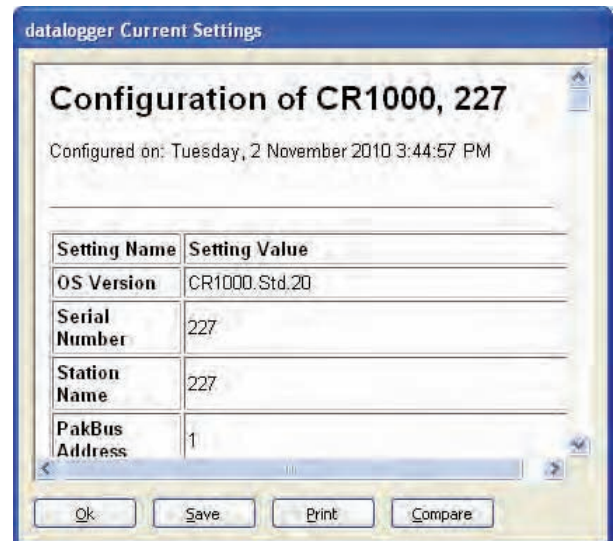 datalogger Current Settings
Configuration of CR1000, 227
Configured on: Tuesday, 2 November 2010 3:44:57 PM
Setting Name Setting Value
OS Version CR1000.Std.20
Serial
Number 227
Station
Name 227
PakBus
Address 1
Ok Save Print Compare